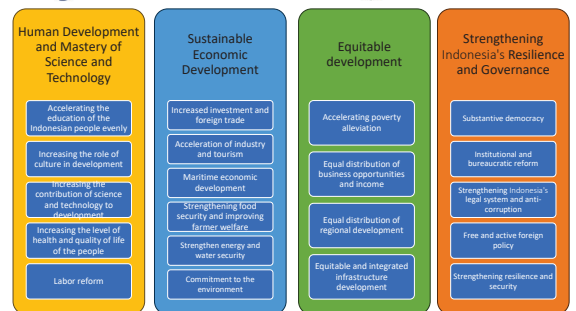 Human Development
and Mastery of
Science and
Technology
Accelerating the
education of the
Indonesian people evenly
Increasing the role of
culture in development
Increasing the
contribution of science
and technology to
development
Increasing the level of
health and quality of life
of the people
Labor reform
Sustainable
Economic
Development
Increased investment and
foreign trade
Acceleration of industry
and tourism
Maritime economic
development
Strengthening food
security and improving
farmer welfare
Strengthen energy and
water security
Commitment to the
environment
Equitable
development
Accelerating poverty
alleviation
Equal distribution of
business opportunities
and income
Equal distribution of
regional development
Equitable and integrated
infrastructure
development
Strengthening
Indonesia's Resilience
and Governance
Substantive democracy
Institutional and
bureaucratic reform
Strengthening Indonesia's
legal system and anti-
corruption
Free and active foreign
policy
Strengthening resilience and
security